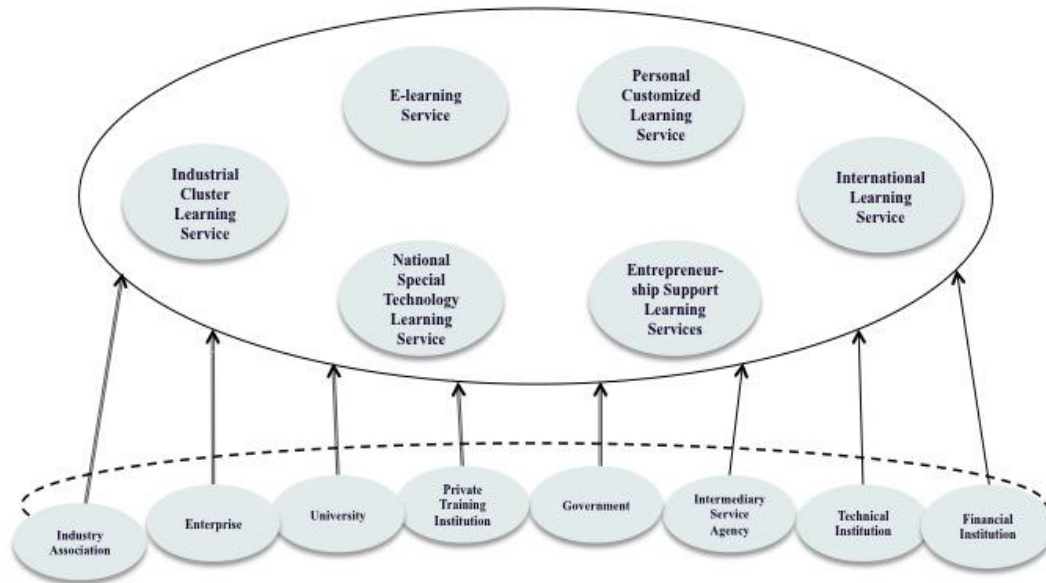 E-learning
Service
Personal
Customized
Learning
Service
Industrial
Cluster
Learning
Service
International
Learning
Service
National
Special
Technology
Learning
Service
Entrepreneur-
ship Support
Learning
Services
Industry
Association
Enterprise
University
Private
Training
Institution
Government
Intermediary
Service
Agency
Technical
Institution
Financial
Institution